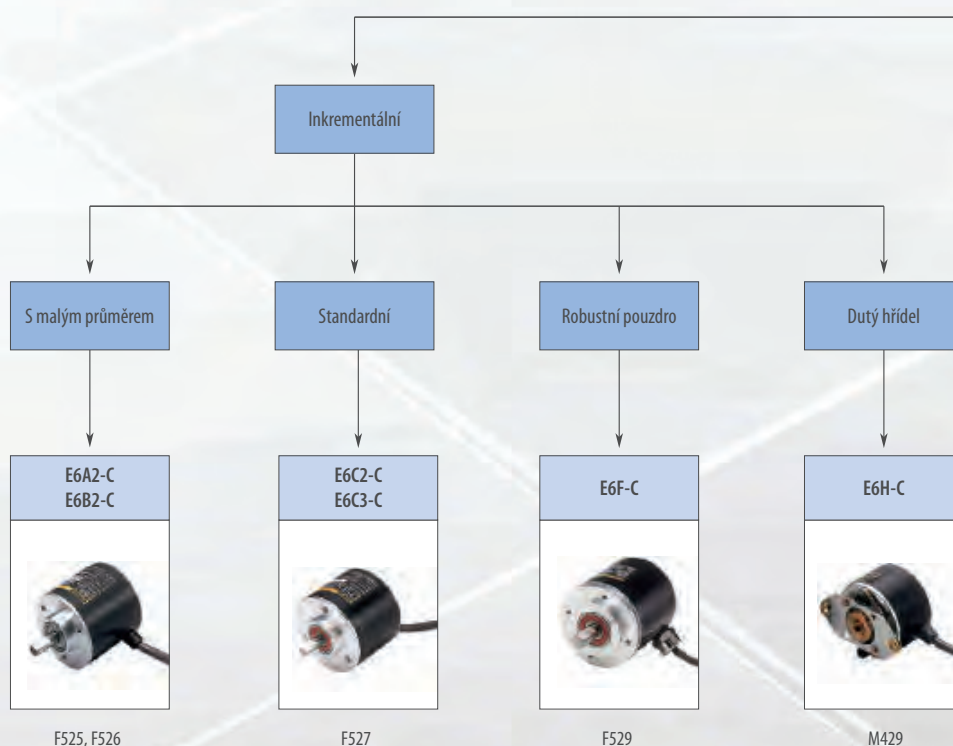 Inkrementální
S malým průměrem
Standardní
Robustní pouzdro
Dutý hřídel
E6A2-C
E6B2-C
E6C2-C
E6C3-C
E6F-C
E6H-C
F525, F526
F527
F529
M429